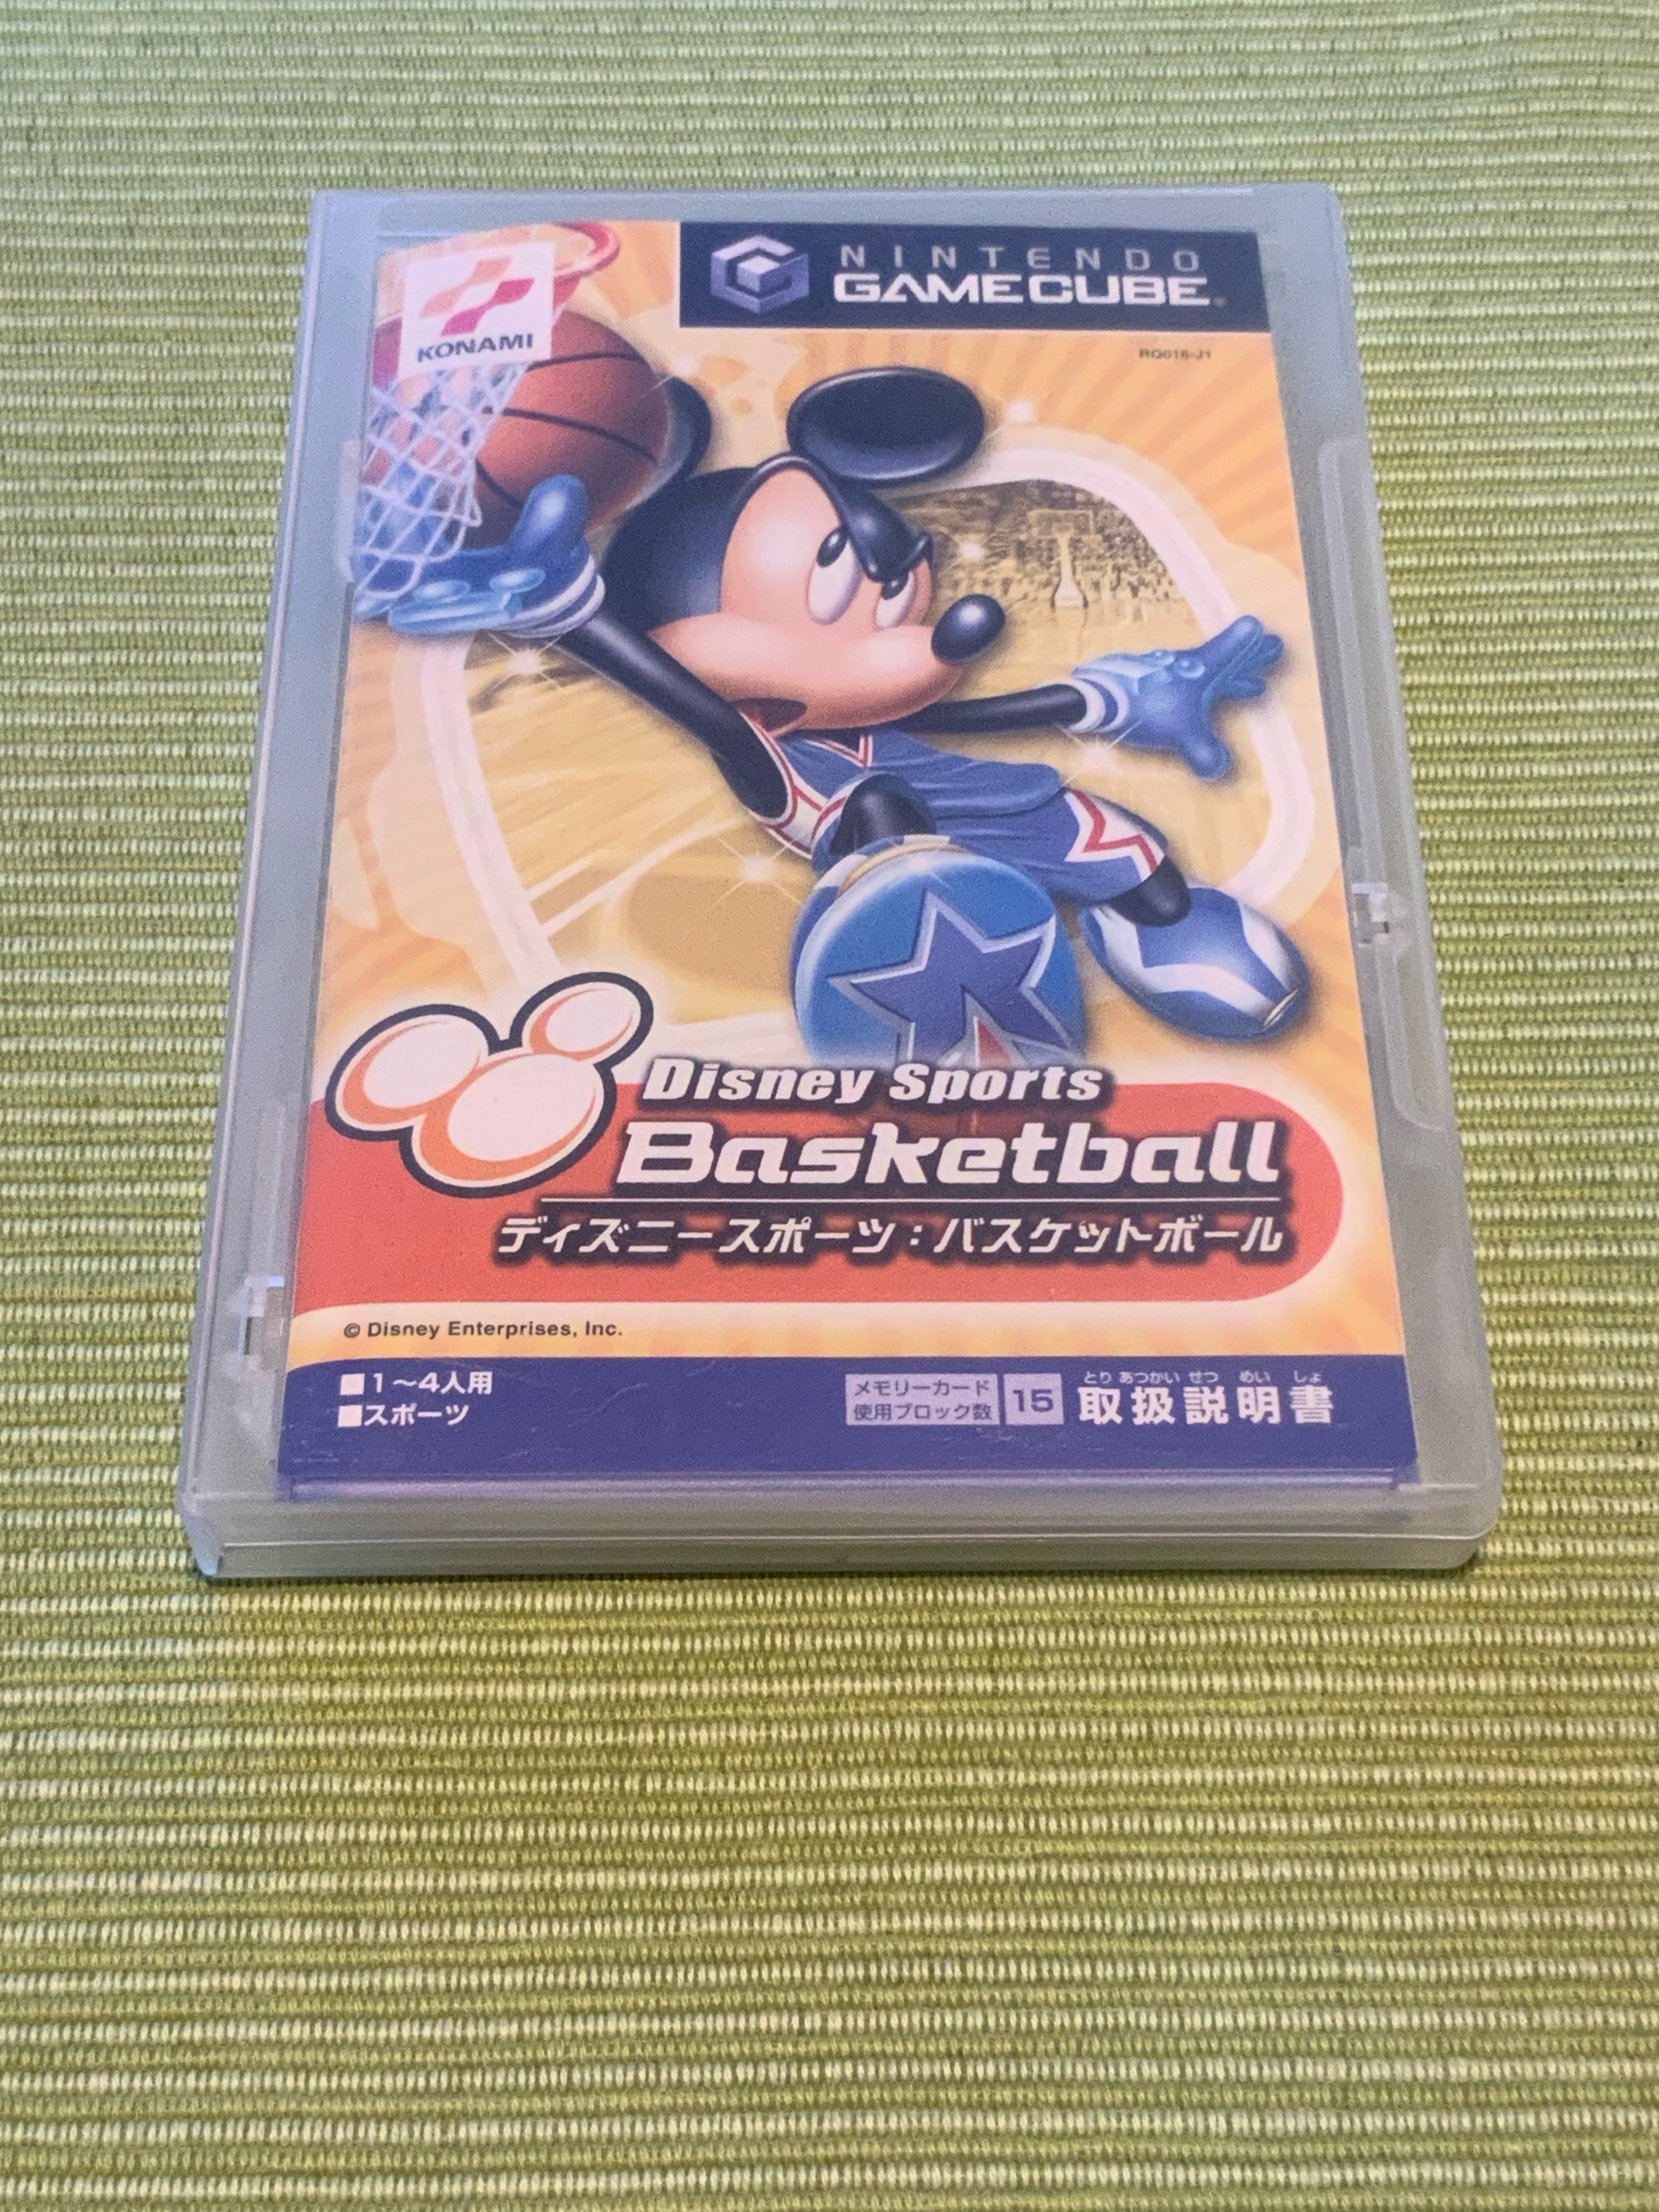 KONAMI
NINTENDO
GAMECUBE
RQ616-J1
Disney Sports
Basketball
ディズニースポーツ：バスケットボール
© Disney Enterprises, Inc.
■1～4人用
■スポーツ
メモリーカード
使用ブロック数
15
とり あつかい せつ めい しょ
取扱説明書